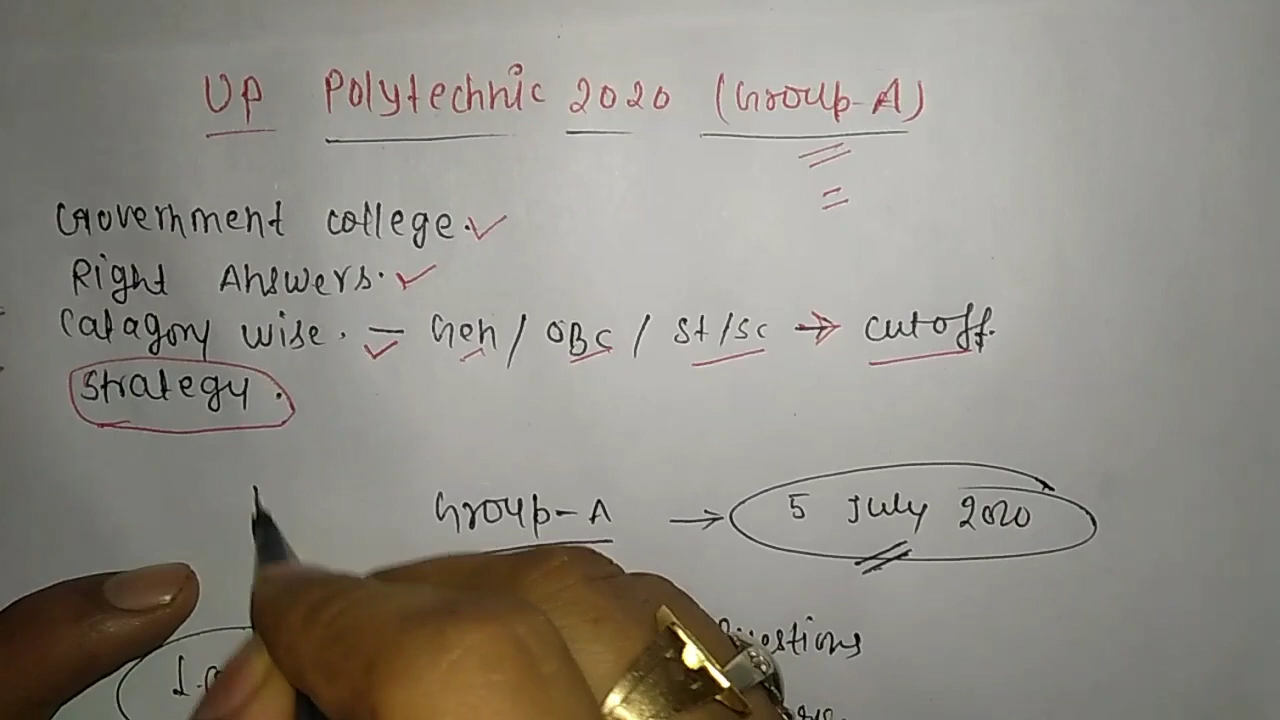 UP Polytechnic 2020 (Group-A)
Government college.
Right Answers.
Catagory wise. - Gen / OBC / St/Sc → cutoff.
Strategy.
Group-A → 5 July 2020
Questions